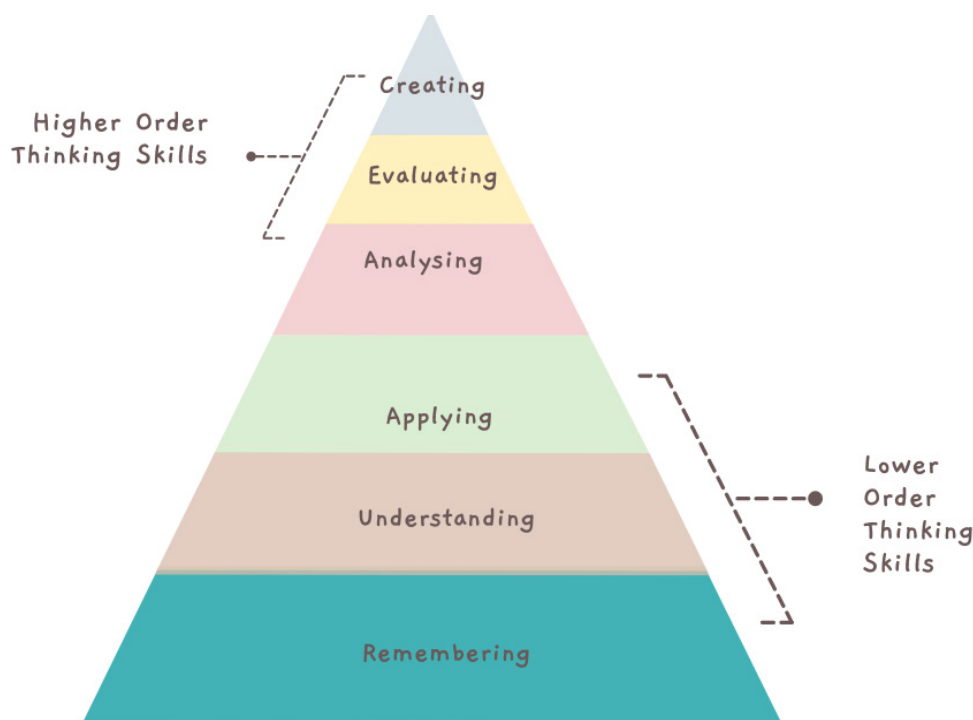 Creating
Higher Order
Thinking Skills
Evaluating
Analysing
Applying
Lower
Order
Thinking
Skills
Understanding
Remembering